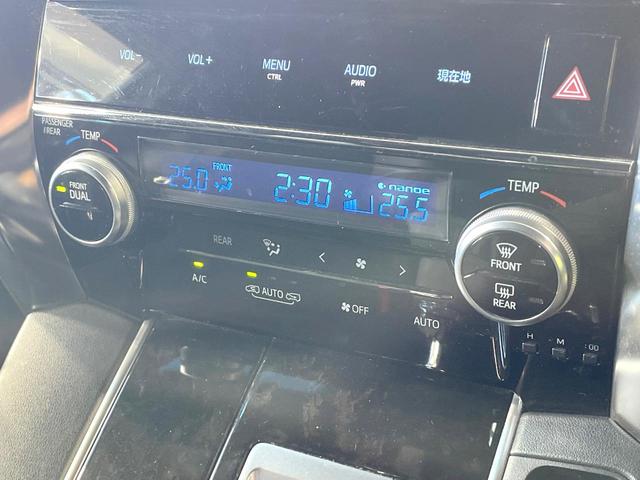 VOL-
VOL+
MENU
CTRL
AUDIO
PWR
現在地
PASSENGER
/REAR
TEMP
FRONT
DUAL
25.0
FRONT
2:30
nanoe
25.5
TEMP
FRONT
REAR
REAR
A/C
AUTO
OFF
AUTO
H
M
:00